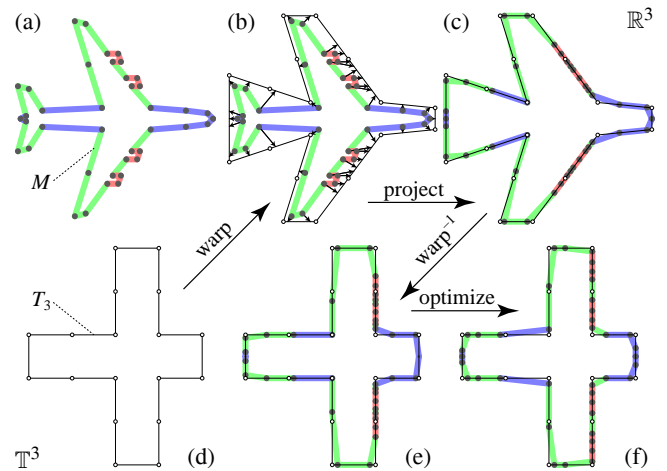 (a)
(b)
(c)
ℝ³
M
project
warp
warp⁻¹
T₃
optimize
𝕋³
(d)
(e)
(f)